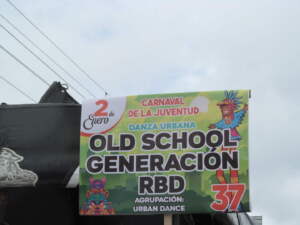 2 de
Enero
CARNAVAL
DE LA JUVENTUD
DANZA URBANA
OLD SCHOOL
GENERACIÓN
RBD
AGRUPACIÓN:
URBAN DANCE
37